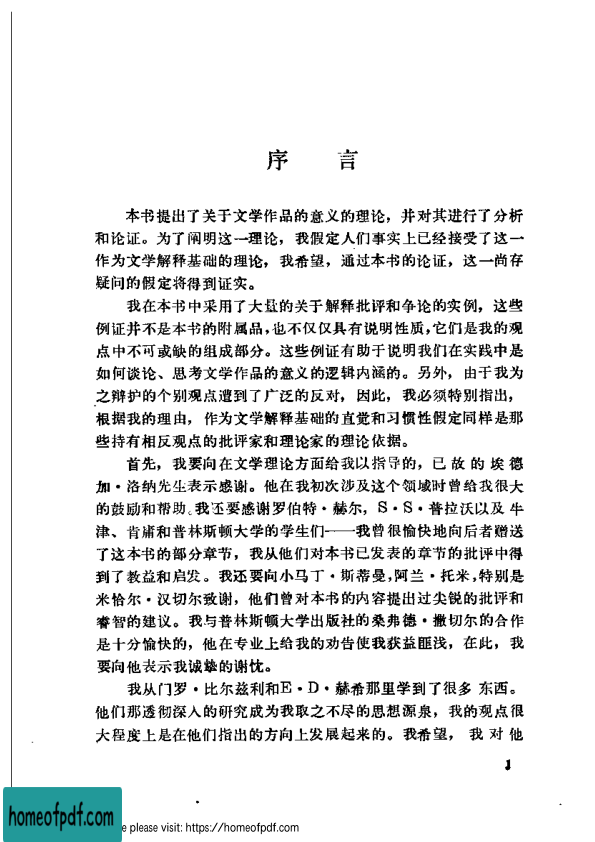 序 言
本书提出了关于文学作品的意义的理论，并对其进行了分析
和论证。为了阐明这一理论，我假定人们事实上已经接受了这一
作为文学解释基础的理论，我希望，通过本书的论证，这一尚存
疑问的假定将得到证实。
我在本书中采用了大量的关于解释批评和争论的实例，这些
例证并不是本书的附属品，也不仅仅具有说明性质，它们是我的观
点中不可或缺的组成部分。这些例证有助于说明我们在实践中是
如何谈论、思考文学作品的意义的逻辑内涵的。另外，由于我为
之辩护的个别观点遭到了广泛的反对，因此，我必须特别指出，
根据我的理由，作为文学解释基础的直觉和习惯性假定同样是那
些持有相反观点的批评家和理论家的理论依据。
首先，我要向在文学理论方面给我以指导的，已故的埃德
加·洛纳先生表示感谢。他在我初次涉及这个领域时曾给我很大
的鼓励和帮助。我还要感谢罗伯特·赫尔，S·S·普拉沃以及牛
津、肯浦和普林斯顿大学的学生们——我曾很愉快地向后者赠送
了这本书的部分章节，我从他们对本书已发表的章节的批评中得
到了教益和启发。我还要向小马丁·斯蒂曼，阿兰·托米，特别是
米恰尔·汉切尔致谢，他们曾对本书的内容提出过尖锐的批评和
睿智的建议。我与普林斯顿大学出版社的桑弗德·撒切尔的合作
是十分愉快的，他在专业上给我的劝告使我获益匪浅，在此，我
要向他表示我诚挚的谢忱。
我从门罗·比尔兹利和E·D·赫希那里学到了很多东西。
他们那透彻深入的研究成为我取之不尽的思想源泉，我的观点很
大程度上是在他们指出的方向上发展起来的。我希望，我对他
1
homeofpdf.com
e please visit: https://homeofpdf.com